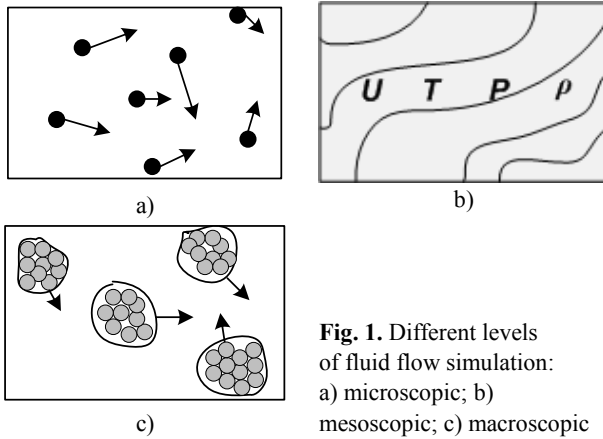 a)
U T P ρ
b)
c)
Fig. 1. Different levels
of fluid flow simulation:
a) microscopic; b)
mesoscopic; c) macroscopic